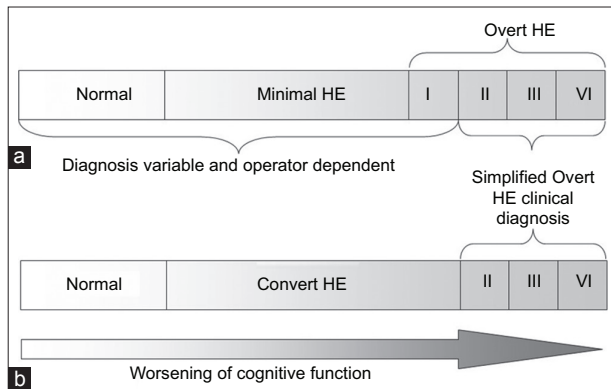 Overt HE
Normal Minimal HE I II III VI
a
Diagnosis variable and operator dependent
Simplified Overt
HE clinical
diagnosis
Normal Convert HE II III VI
b
Worsening of cognitive function